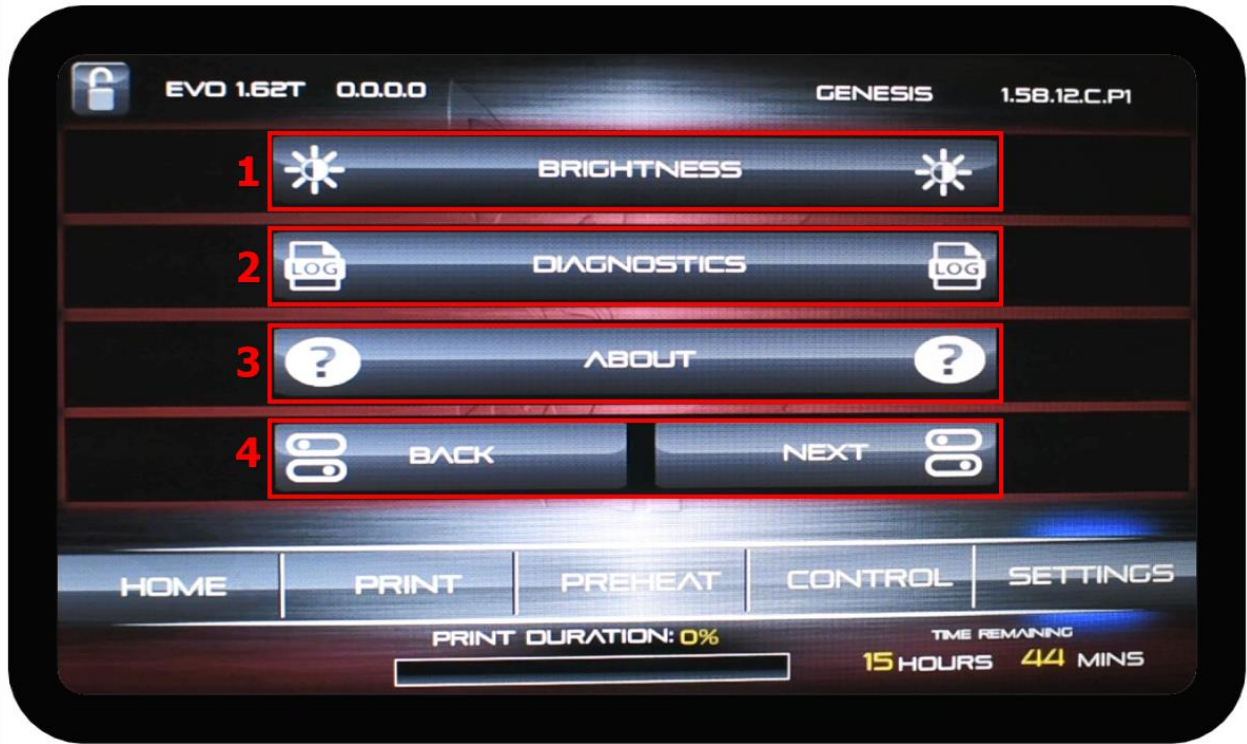 EVO 1.62T 0.0.0.0 GENESIS 1.58.12.C.P1
1 BRIGHTNESS
2 LOG DIAGNOSTICS LOG
3 ? ABOUT ?
4 BACK NEXT
HOME PRINT PREHEAT CONTROL SETTINGS
PRINT DURATION: 0% TIME REMAINING
15 HOURS 44 MINS